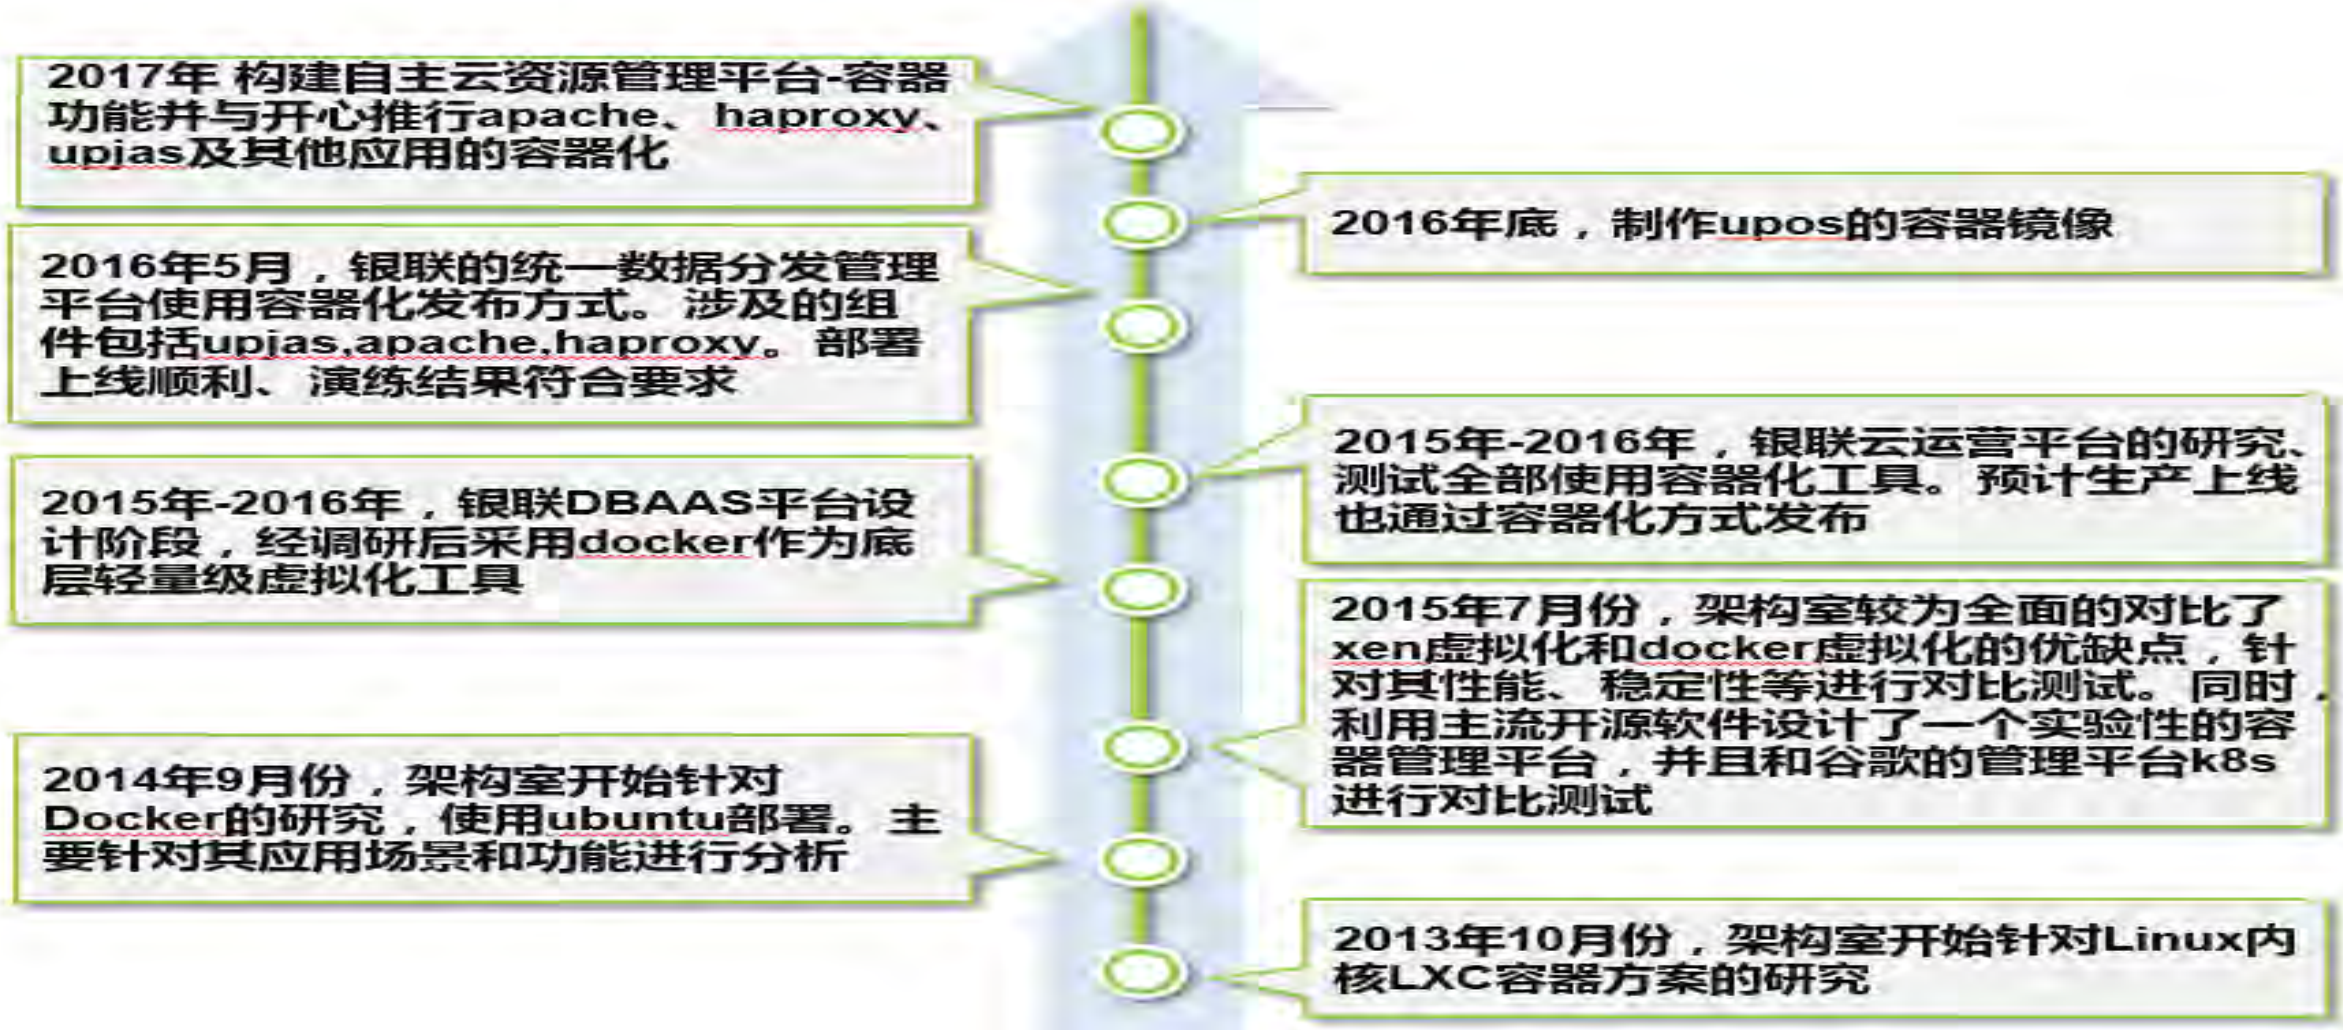 2017年 构建自主云资源管理平台-容器
功能并与开心推行apache、haproxy、
upjas及其他应用的容器化
2016年底，制作upos的容器镜像
2016年5月，银联的统一数据分发管理
平台使用容器化发布方式。涉及的组
件包括upjas,apache,haproxy。部署
上线顺利、演练结果符合要求
2015年-2016年，银联云运营平台的研究、
测试全部使用容器化工具。预计生产上线
也通过容器化方式发布
2015年-2016年，银联DBAAS平台设
计阶段，经调研后采用docker作为底
层轻量级虚拟化工具
2015年7月份，架构室较为全面的对比了
xen虚拟化和docker虚拟化的优缺点，针
对其性能、稳定性等进行对比测试。同时，
利用主流开源软件设计了一个实验性的容
器管理平台，并且和谷歌的管理平台k8s
进行对比测试
2014年9月份，架构室开始针对
Docker的研究，使用ubuntu部署。主
要针对其应用场景和功能进行分析
2013年10月份，架构室开始针对Linux内
核LXC容器方案的研究